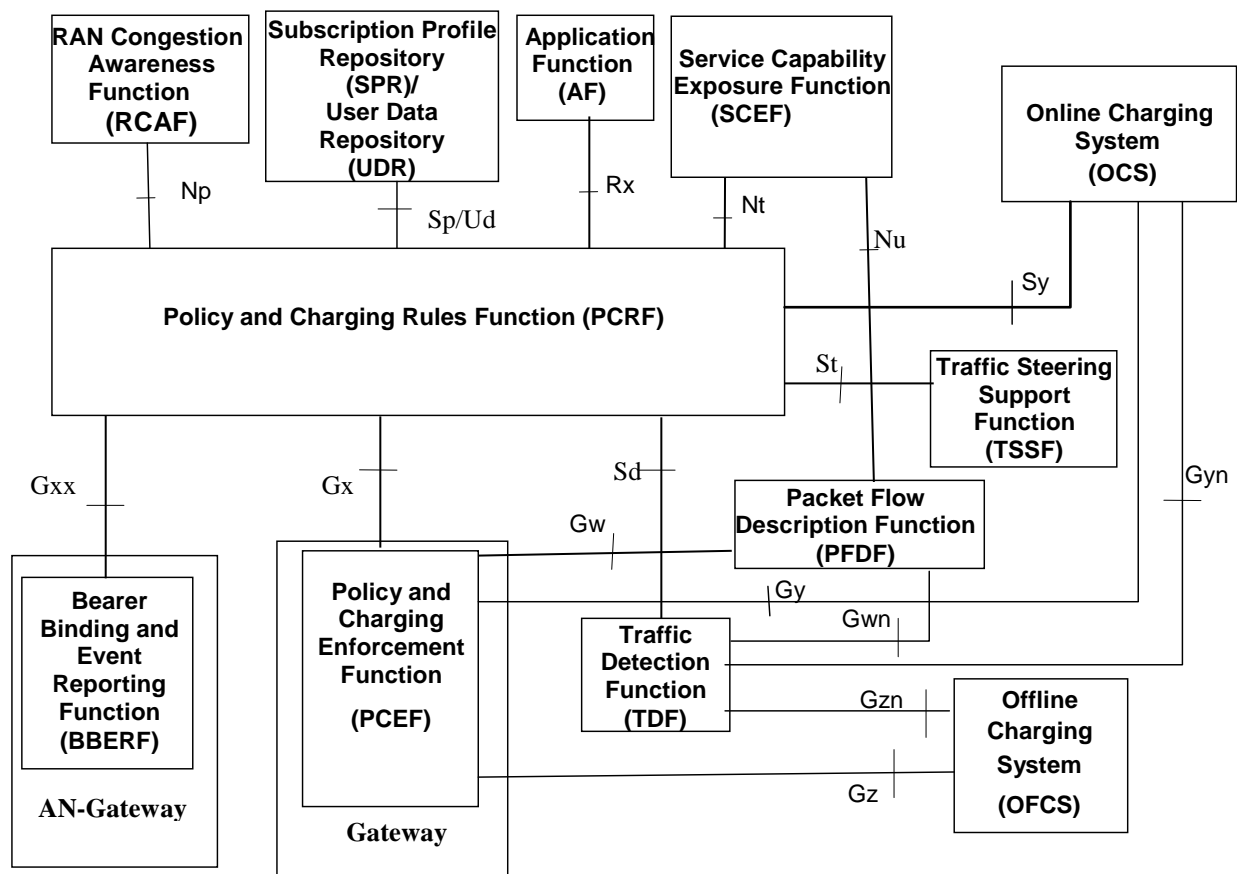 RAN Congestion
Awareness
Function
(RCAF)
Subscription Profile
Repository
(SPR)/
User Data
Repository
(UDR)
Application
Function
(AF)
Service Capability
Exposure Function
(SCEF)
Online Charging
System
(OCS)
Np
Sp/Ud
Rx
Nt
Nu
Sy
Policy and Charging Rules Function (PCRF)
St
Traffic Steering
Support
Function
(TSSF)
Gxx
Gx
Sd
Gyn
Packet Flow
Description Function
(PFDF)
Gw
Gy
Gwn
Bearer
Binding and
Event
Reporting
Function
(BBERF)
AN-Gateway
Policy and
Charging
Enforcement
Function
(PCEF)
Gateway
Traffic
Detection
Function
(TDF)
Gzn
Gz
Offline
Charging
System
(OFCS)